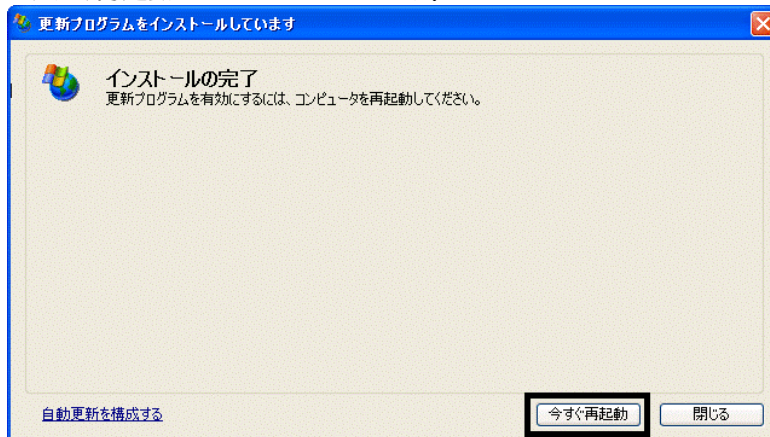 更新プログラムをインストールしています
インストールの完了
更新プログラムを有効にするには、コンピュータを再起動してください。
自動更新を構成する
今すぐ再起動
閉じる